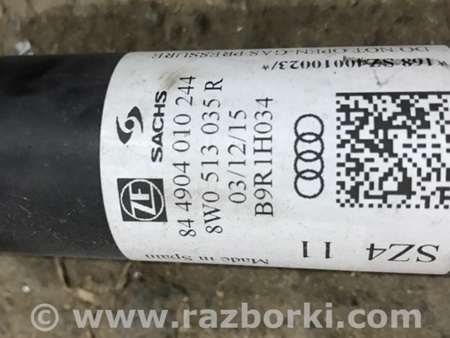 DO NOT OPEN-GAS PRESSURE
*168 SZ40010023/*
ZF SACHS
84 4904 010 244
8W0 513 035 R
03/12/15
B9R1H034
Made in Spain
SZ4 11
© www.razborki.com